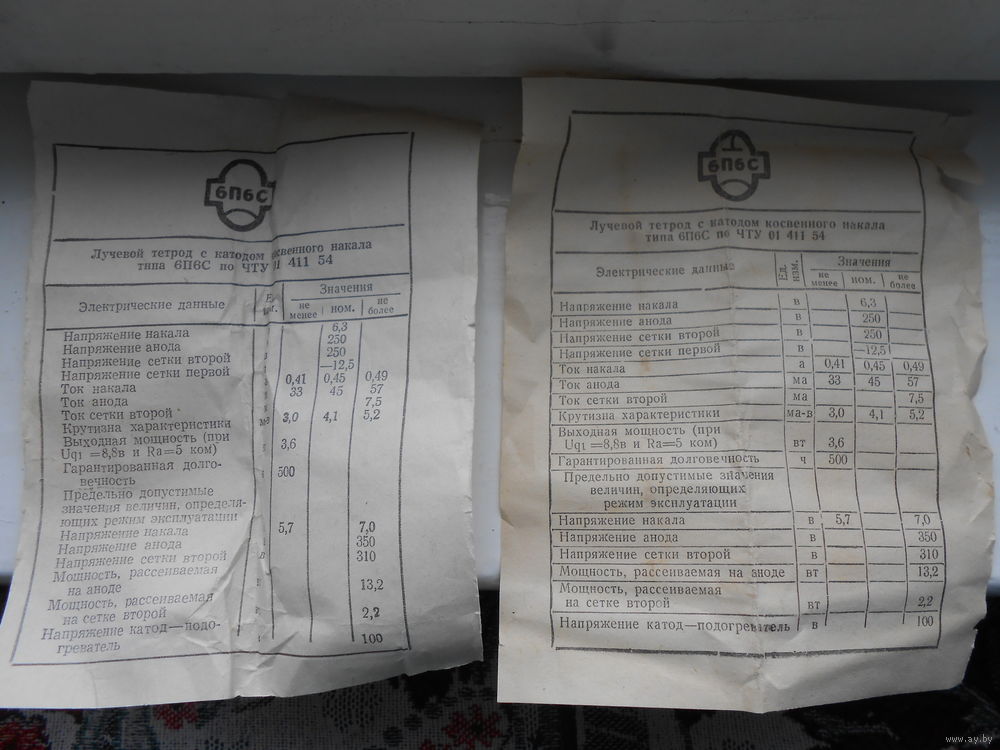 6П6С
Лучевой тетрод с катодом косвенного накала
типа 6П6С по ЧТУ 01 411 54
Электрические данные
Значения
не менее ном. не более
Напряжение накала 6,3
Напряжение анода 250
Напряжение сетки второй 250
Напряжение сетки первой —12,5
Ток накала 0,41 0,45 0,49
Ток анода 33 45 57
Ток сетки второй 7,5
Крутизна характеристики 3,0 4,1 5,2
Выходная мощность (при
Uq1=8,8в и Ra=5 ком) 3,6
Гарантированная долго-
вечность 500
Предельно допустимые
значения величин, определя-
ющих режим эксплуатации
Напряжение накала 5,7 7,0
Напряжение анода 350
Напряжение сетки второй в 310
Мощность, рассеиваемая
на аноде 13,2
Мощность, рассеиваемая
на сетке второй 2,2
Напряжение катод—подо-
греватель 100
6П6С
Лучевой тетрод с катодом косвенного накала
типа 6П6С по ЧТУ 01 411 54
Электрические данные
Ед. изм.
Значения
не менее ном. не более
Напряжение накала в 6,3
Напряжение анода в 250
Напряжение сетки второй в 250
Напряжение сетки первой в —12,5
Ток накала а 0,41 0,45 0,49
Ток анода ма 33 45 57
Ток сетки второй ма 7,5
Крутизна характеристики ма-в 3,0 4,1 5,2
Выходная мощность (при
Uq1=8,8в и Ra=5 ком) вт 3,6
Гарантированная долговечность ч 500
Предельно допустимые значения
величин, определяющих
режим эксплуатации
Напряжение накала в 5,7 7,0
Напряжение анода в 350
Напряжение сетки второй в 310
Мощность, рассеиваемая на аноде вт 13,2
Мощность, рассеиваемая
на сетке второй вт 2,2
Напряжение катод—подогреватель в 100
www.ay.by